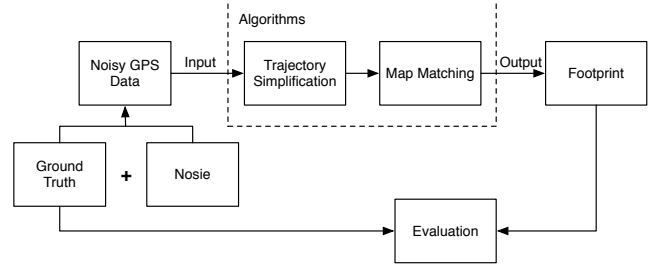 Algorithms
Noisy GPS
Data
Input
Trajectory
Simplification
Map Matching
Output
Footprint
Ground
Truth
+
Nosie
Evaluation